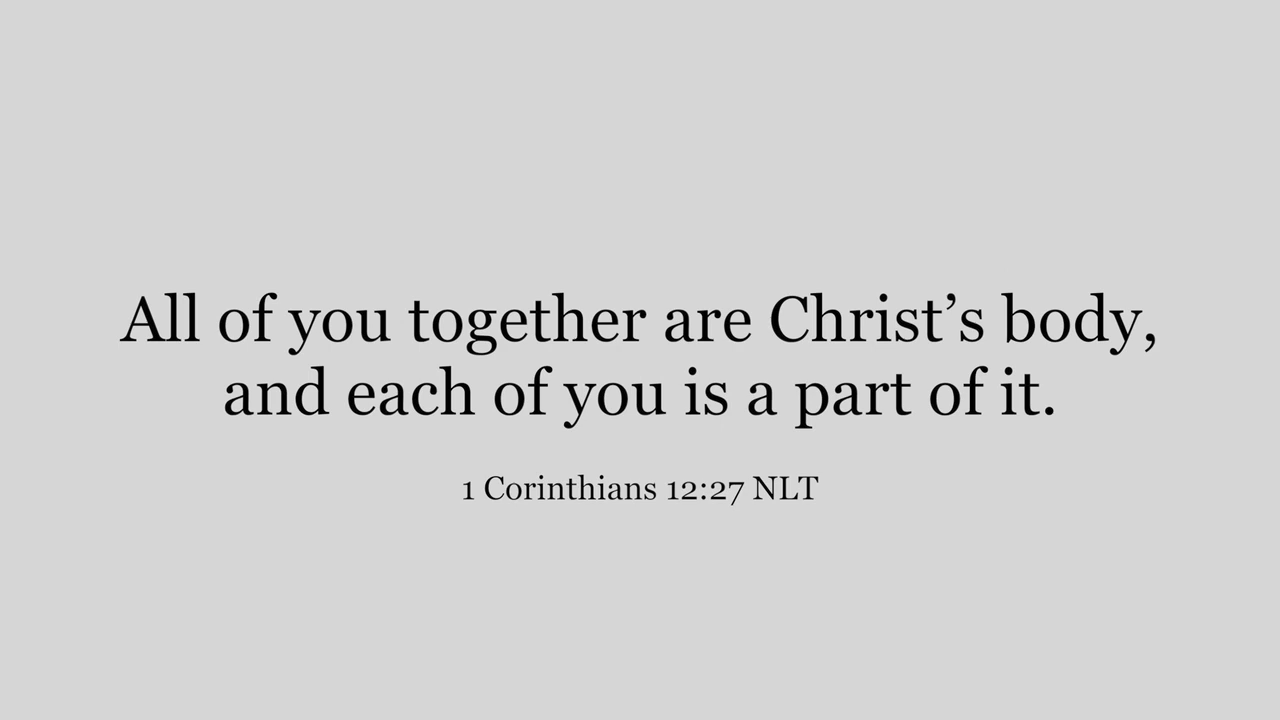 All of you together are Christ’s body,
and each of you is a part of it.
1 Corinthians 12:27 NLT